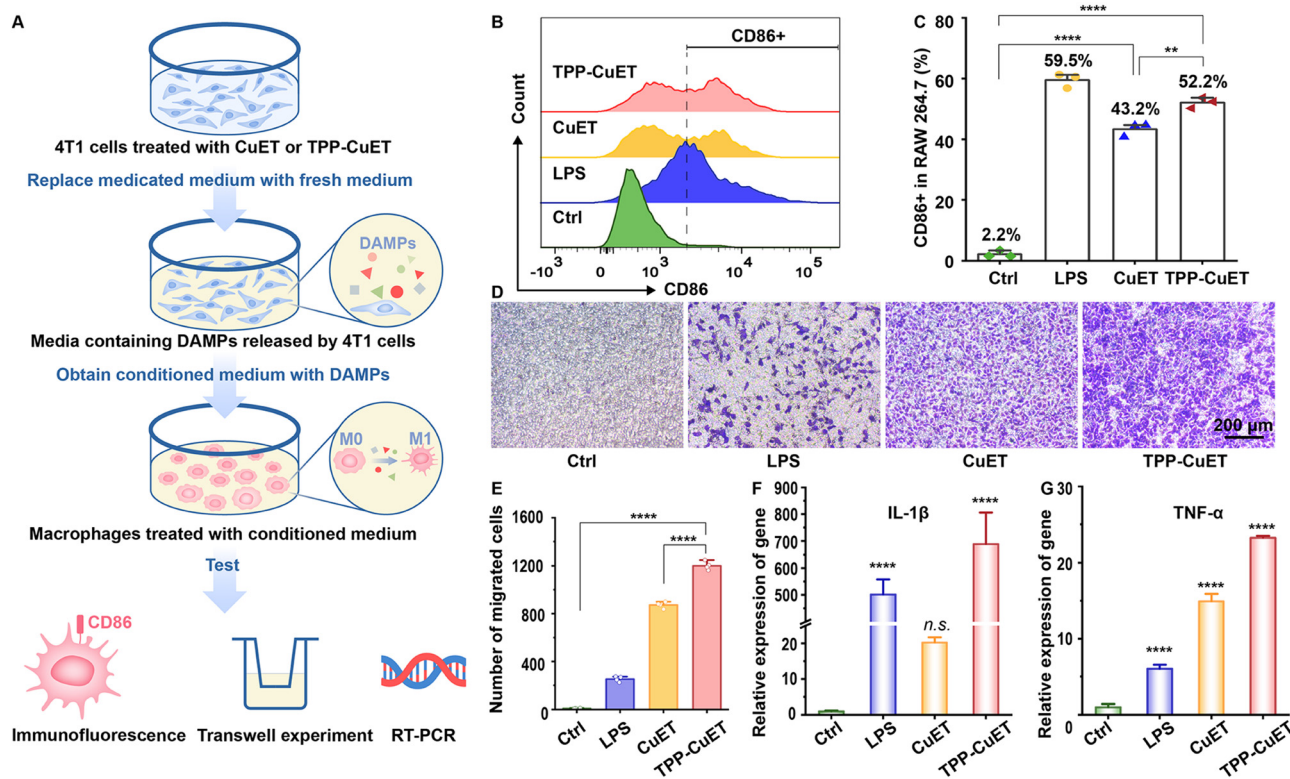 A
4T1 cells treated with CuET or TPP-CuET
Replace medicated medium with fresh medium
DAMPs
Media containing DAMPs released by 4T1 cells
Obtain conditioned medium with DAMPs
M0
M1
Macrophages treated with conditioned medium
Test
CD86
Immunofluorescence
Transwell experiment
RT-PCR
B
CD86+
TPP-CuET
CuET
LPS
Ctrl
Count
-10³ 0 10³ 10⁴ 10⁵
CD86
C
****
****
**
59.5%
43.2%
52.2%
2.2%
CD86+ in RAW 264.7 (%)
80
60
40
20
0
Ctrl LPS CuET TPP-CuET
D
200 μm
Ctrl LPS CuET TPP-CuET
E
****
****
Number of migrated cells
1600
1200
800
400
0
Ctrl LPS CuET TPP-CuET
F
IL-1β
****
****
n.s.
Relative expression of gene
900
800
700
600
500
400
20
10
0
Ctrl LPS CuET TPP-CuET
G
TNF-α
****
****
****
Relative expression of gene
30
20
10
0
Ctrl LPS CuET TPP-CuET